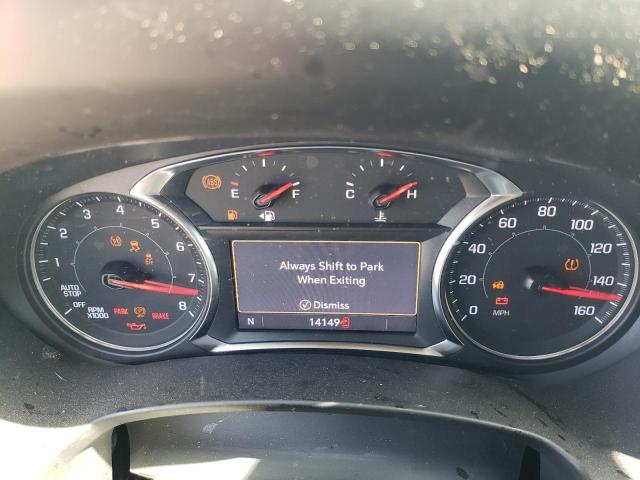 ABS
E F
C H
1 2 3 4 5 6 7 8
AUTO
STOP
OFF
RPM
X1000
PARK
BRAKE
Always Shift to Park
When Exiting
Dismiss
N 14149
0 20 40 60 80 100 120 140 160
MPH